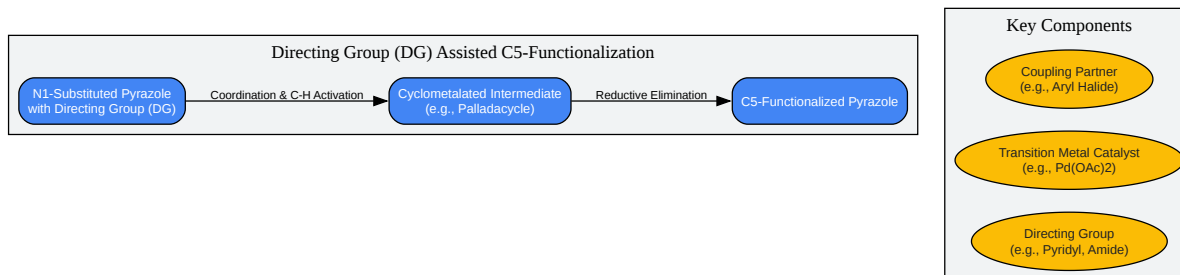 Directing Group (DG) Assisted C5-Functionalization
N1-Substituted Pyrazole
with Directing Group (DG)
Coordination & C-H Activation
Cyclometalated Intermediate
(e.g., Palladacycle)
Reductive Elimination
C5-Functionalized Pyrazole
Key Components
Coupling Partner
(e.g., Aryl Halide)
Transition Metal Catalyst
(e.g., Pd(OAc)2)
Directing Group
(e.g., Pyridyl, Amide)